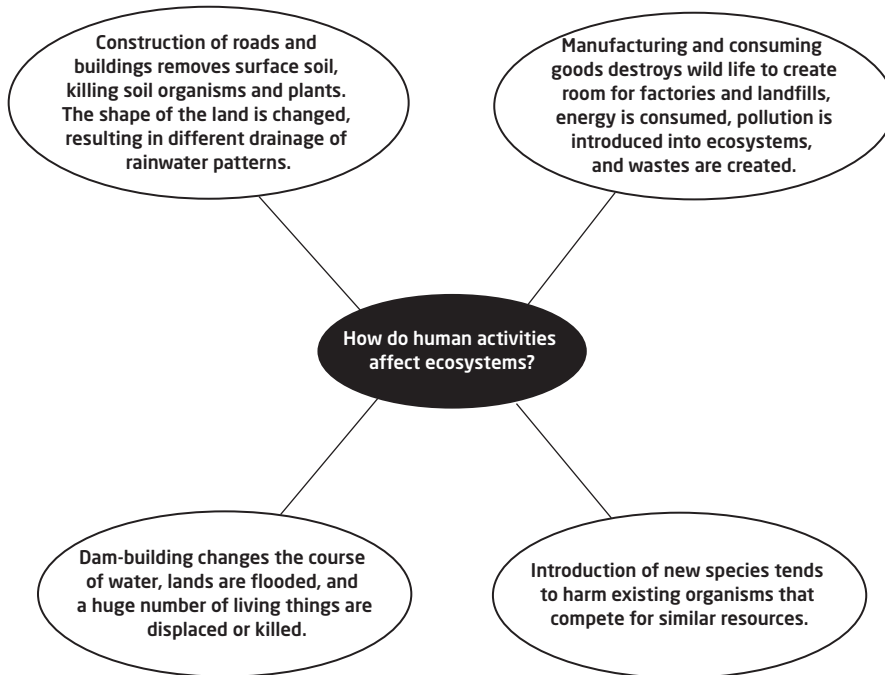 Construction of roads and
buildings removes surface soil,
killing soil organisms and plants.
The shape of the land is changed,
resulting in different drainage of
rainwater patterns.
Manufacturing and consuming
goods destroys wild life to create
room for factories and landfills,
energy is consumed, pollution is
introduced into ecosystems,
and wastes are created.
How do human activities
affect ecosystems?
Dam-building changes the course
of water, lands are flooded, and
a huge number of living things are
displaced or killed.
Introduction of new species tends
to harm existing organisms that
compete for similar resources.